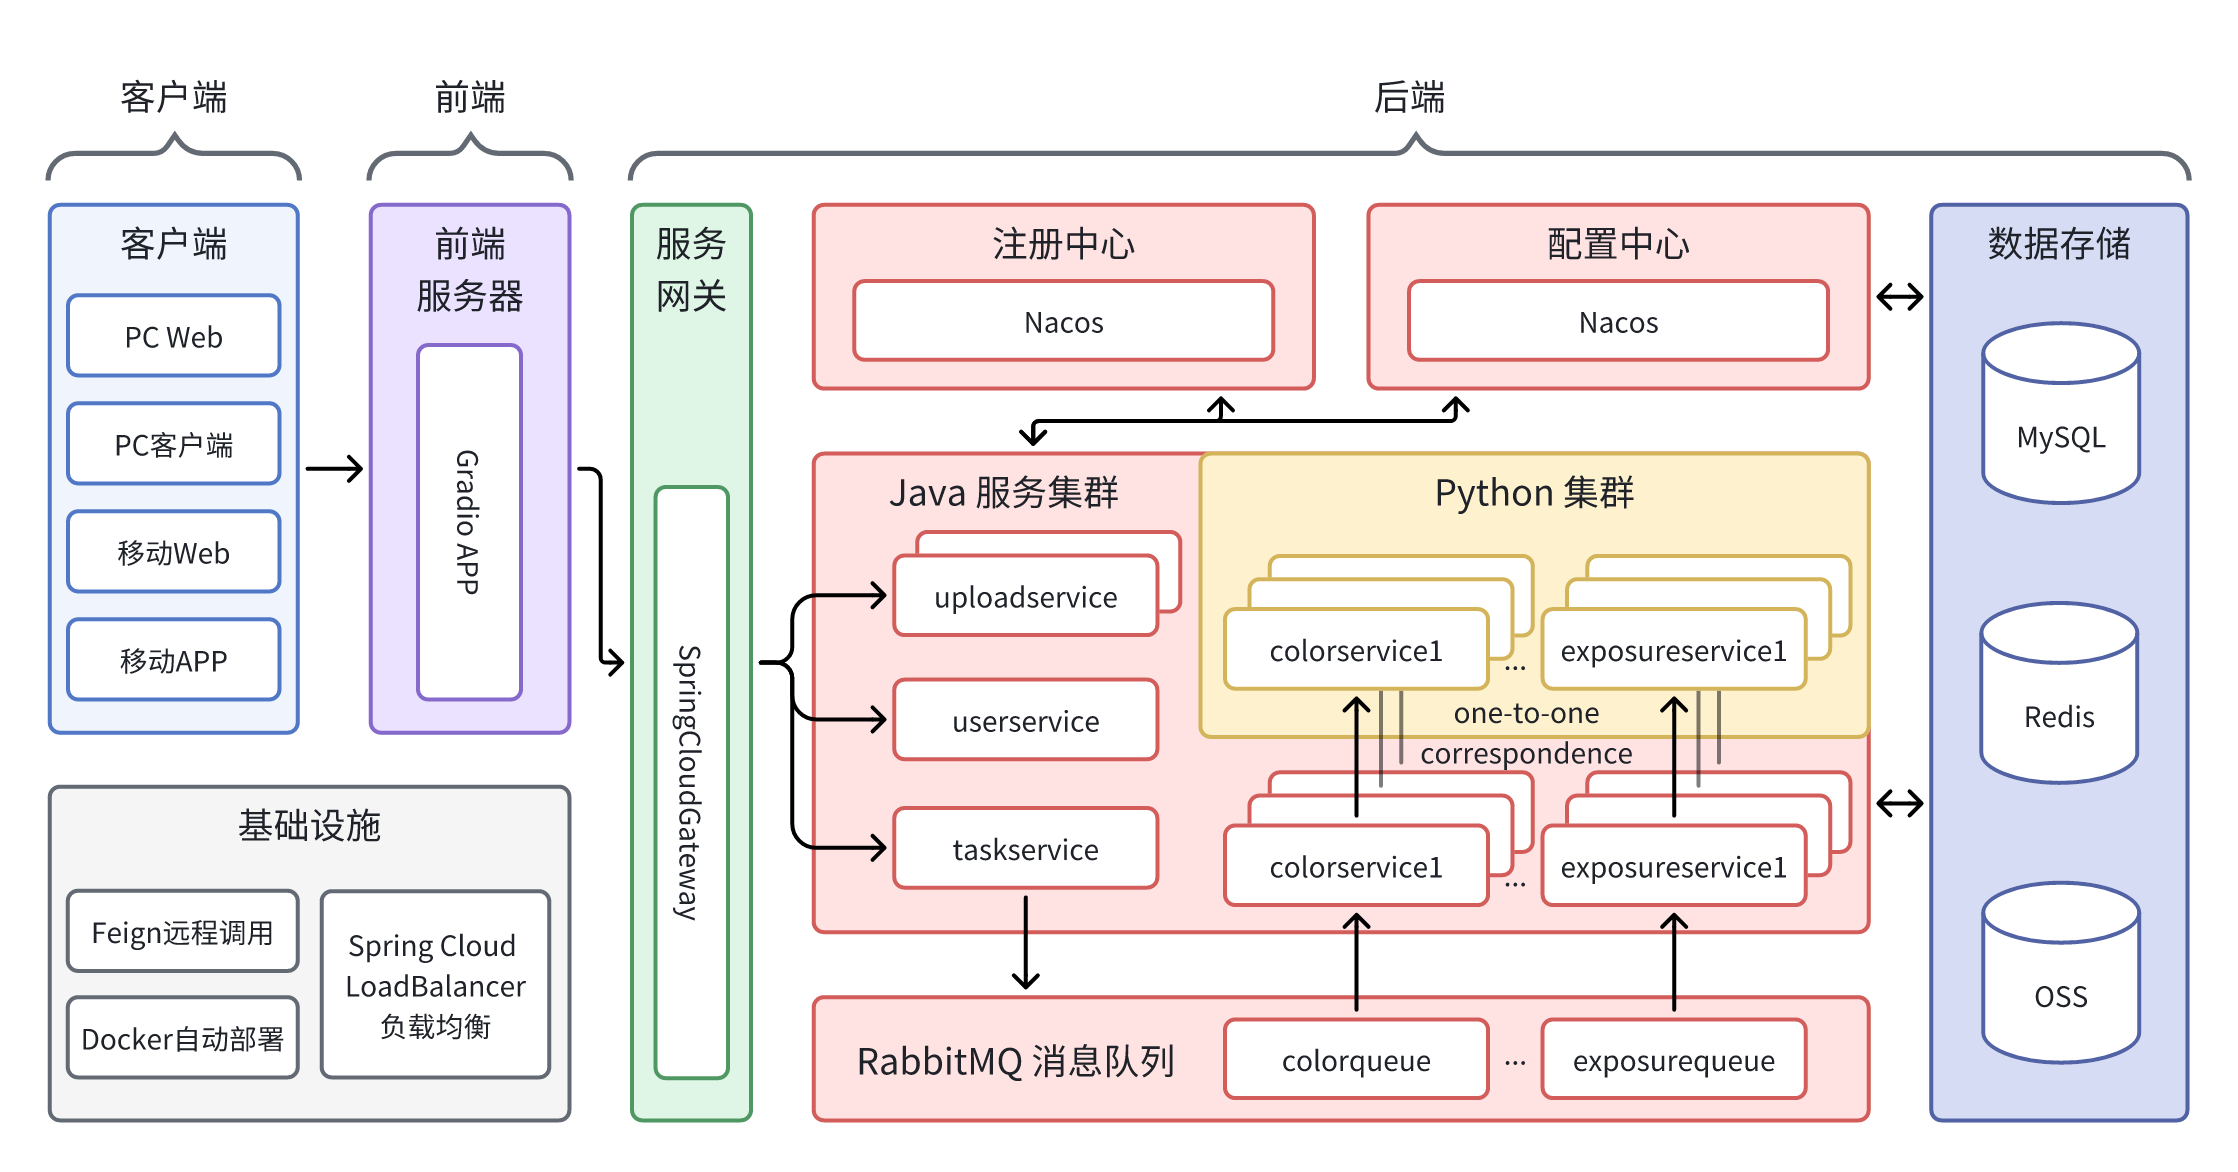 客户端
前端
后端
客户端
PC Web
PC客户端
移动Web
移动APP
前端
服务器
Gradio APP
基础设施
Feign远程调用
Docker自动部署
Spring Cloud
LoadBalancer
负载均衡
服务
网关
SpringCloudGateway
注册中心
Nacos
配置中心
Nacos
Java 服务集群
uploadservice
userservice
taskservice
Python 集群
colorservice1
...
exposureservice1
one-to-one
correspondence
colorservice1
...
exposureservice1
RabbitMQ 消息队列
colorqueue
...
exposurequeue
数据存储
MySQL
Redis
OSS